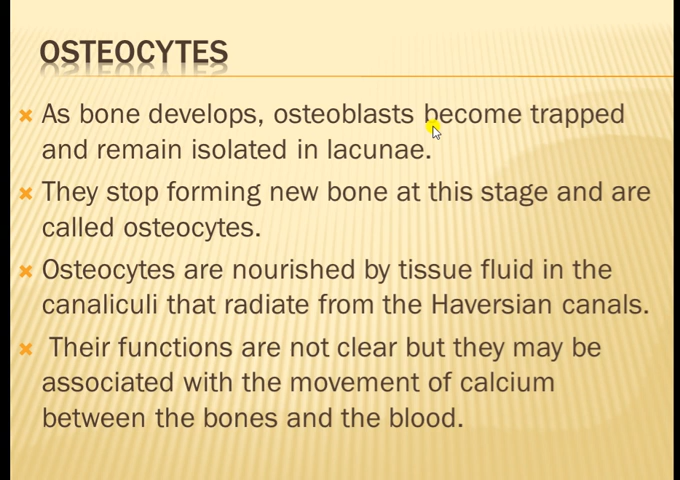 OSTEOCYTES
As bone develops, osteoblasts become trapped
and remain isolated in lacunae.
They stop forming new bone at this stage and are
called osteocytes.
Osteocytes are nourished by tissue fluid in the
canaliculi that radiate from the Haversian canals.
Their functions are not clear but they may be
associated with the movement of calcium
between the bones and the blood.